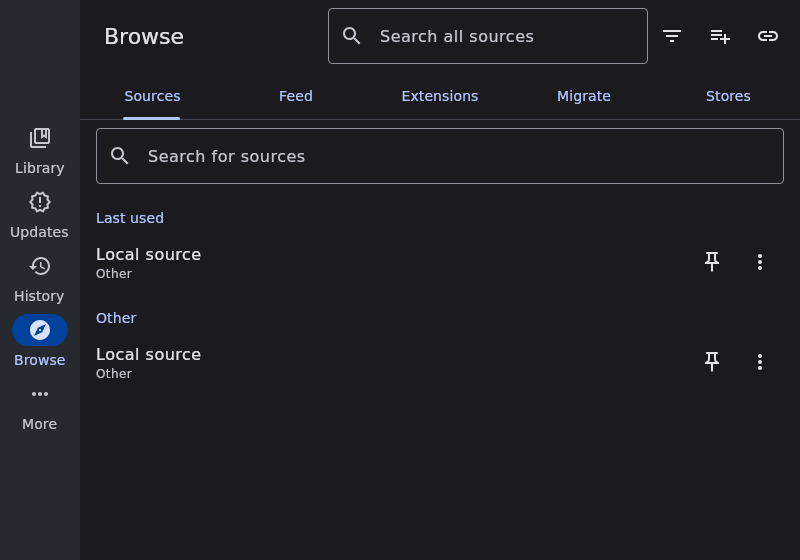 Browse
Search all sources
Sources
Feed
Extensions
Migrate
Stores
Search for sources
Last used
Local source
Other
Other
Local source
Other
Library
Updates
History
Browse
More